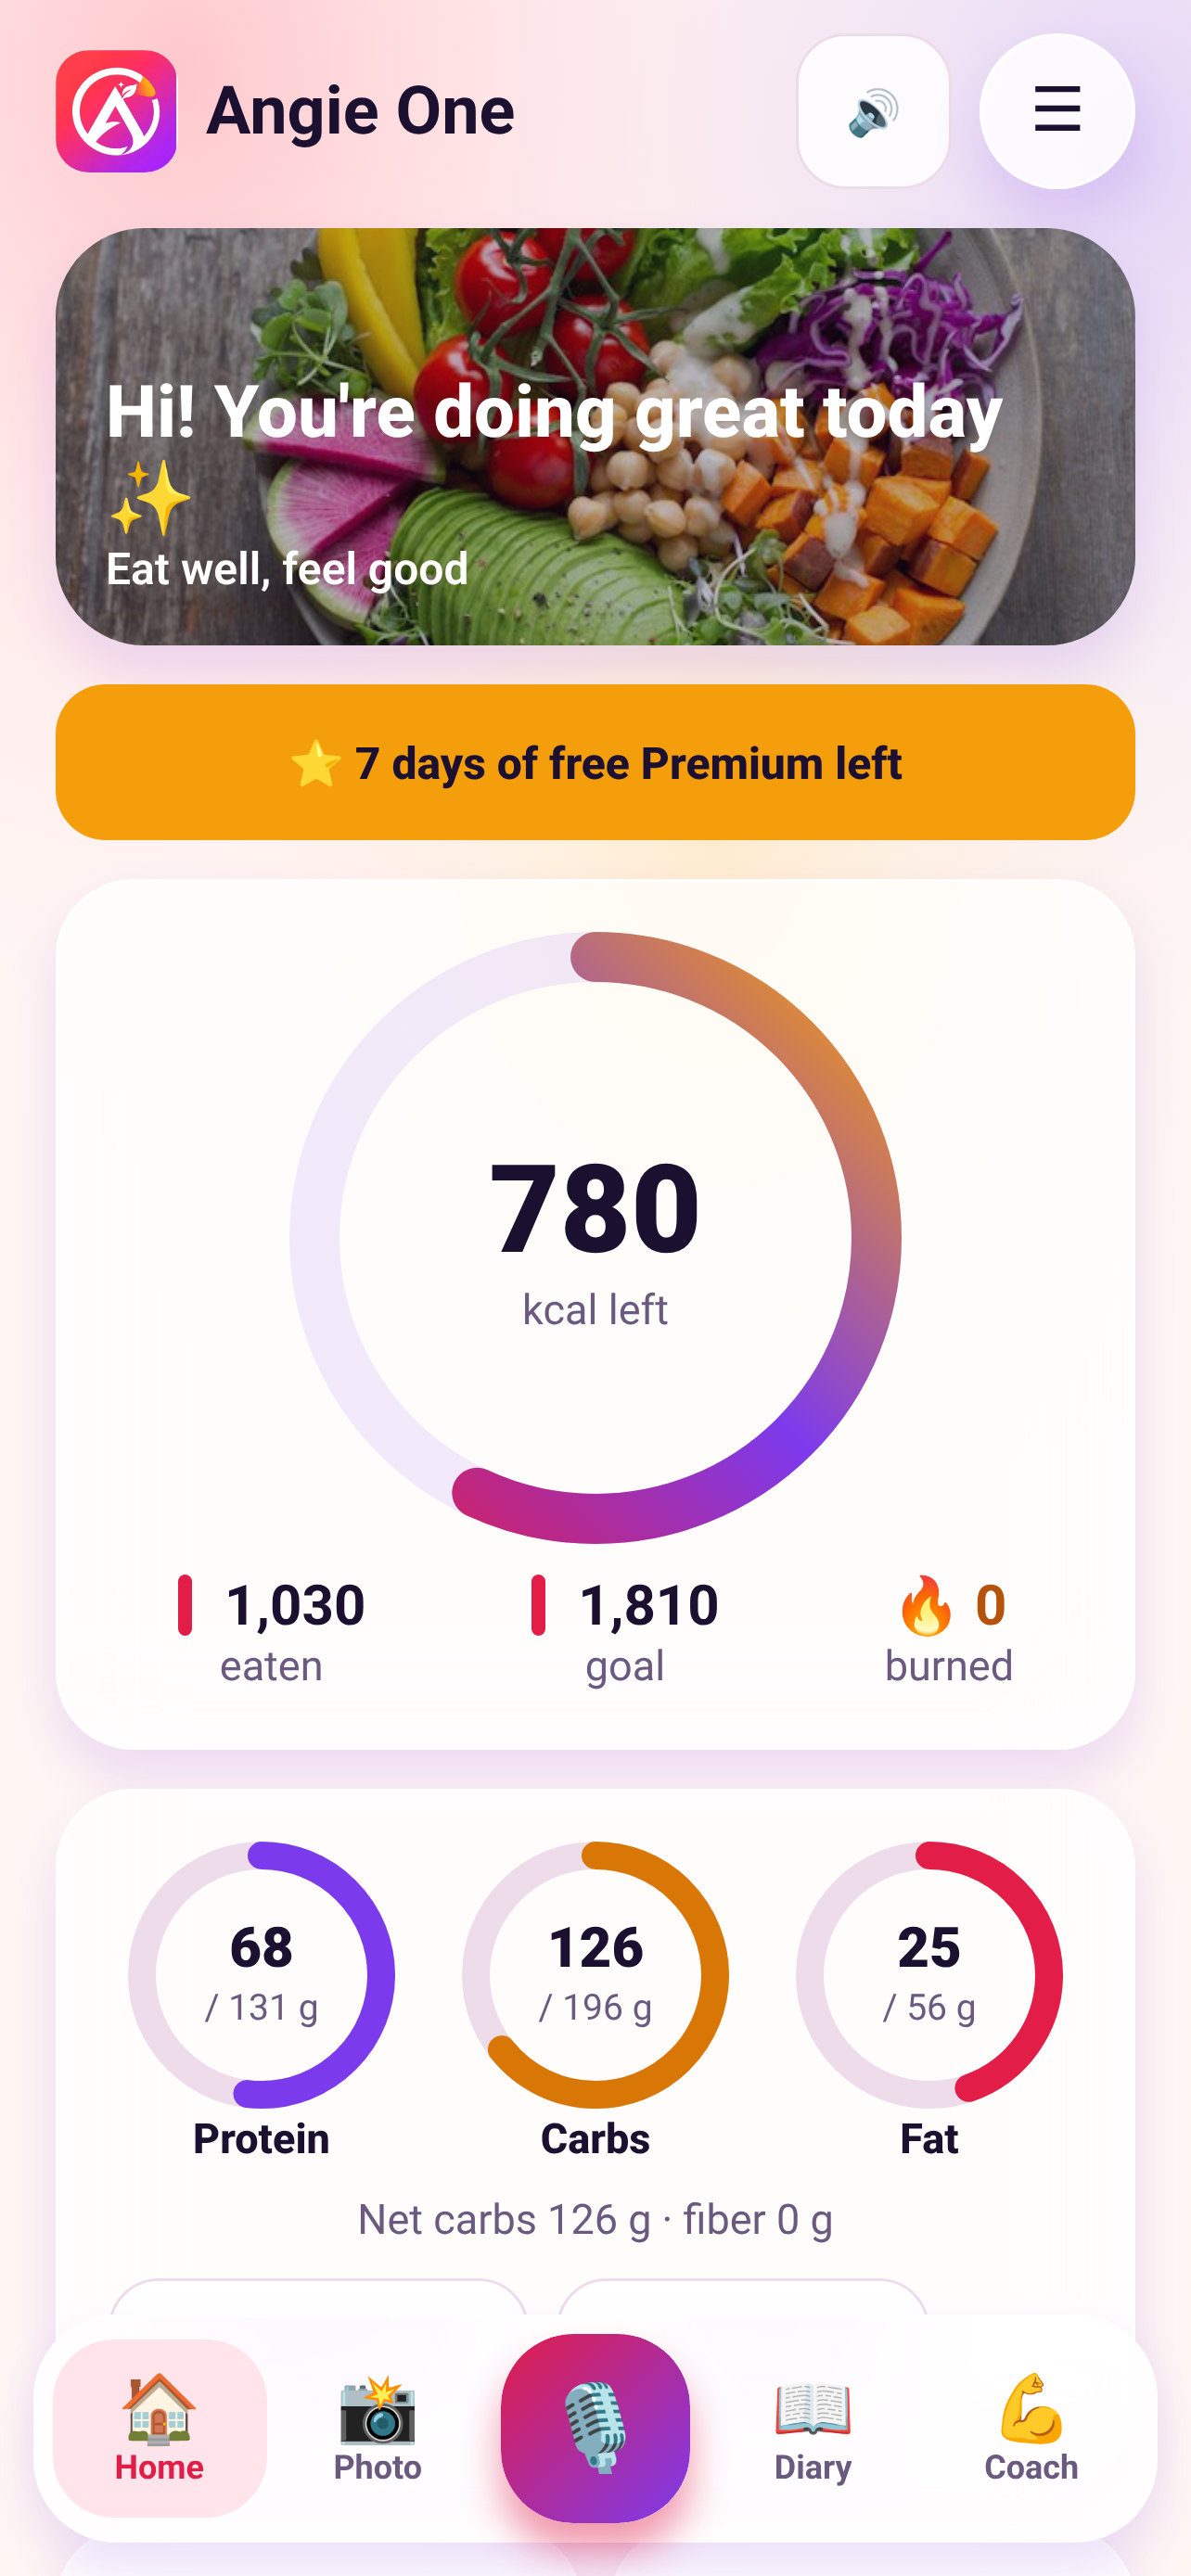 Angie One
Hi! You're doing great today
✨
Eat well, feel good
⭐ 7 days of free Premium left
780
kcal left
1,030
eaten
1,810
goal
🔥 0
burned
68
/ 131 g
Protein
126
/ 196 g
Carbs
25
/ 56 g
Fat
Net carbs 126 g · fiber 0 g
Home
Photo
Diary
Coach